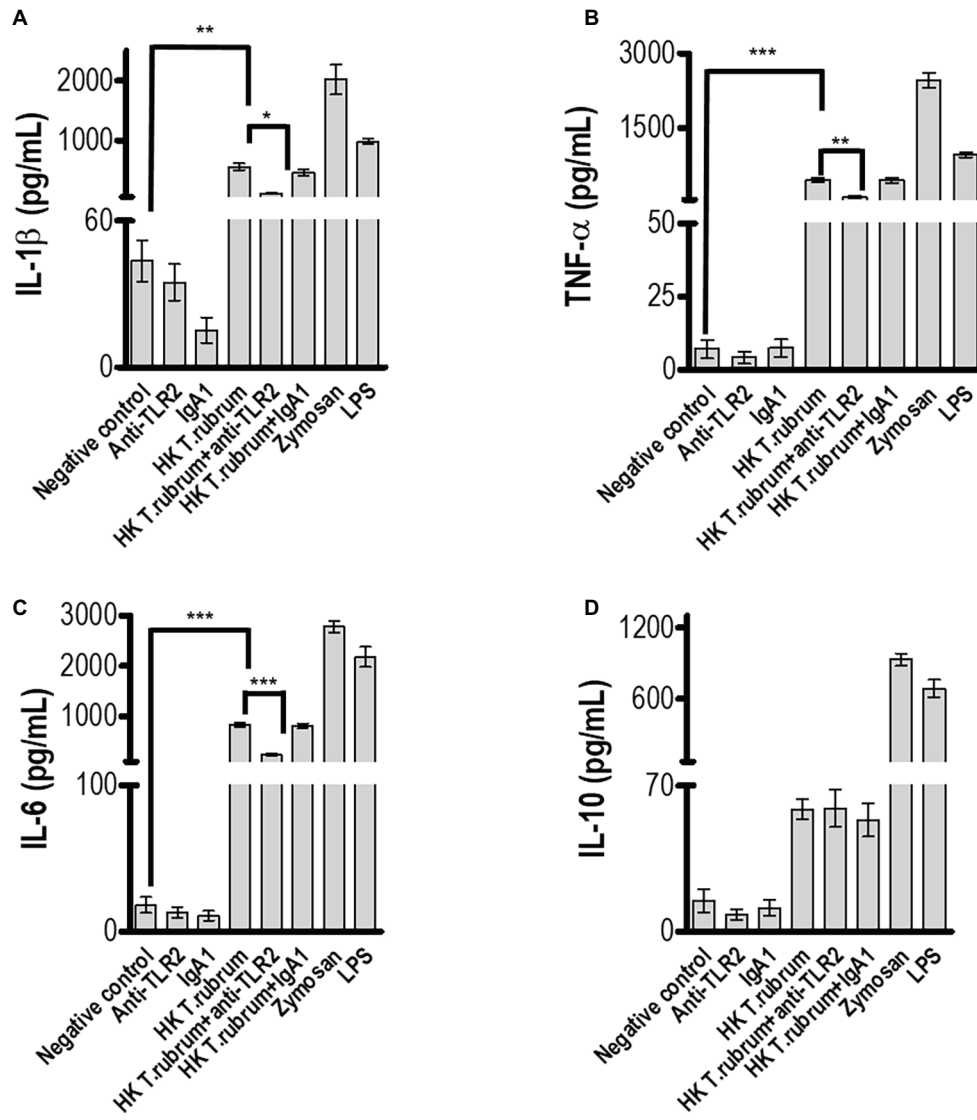 A
**
*
2000
1000
60
0
IL-1β (pg/mL)
Negative control
Anti-TLR2
IgA1
HK T.rubrum
HK T.rubrum+anti-TLR2
HK T.rubrum+IgA1
Zymosan
LPS
B
***
**
3000
1500
50
25
0
TNF-α (pg/mL)
Negative control
Anti-TLR2
IgA1
HK T.rubrum
HK T.rubrum+anti-TLR2
HK T.rubrum+IgA1
Zymosan
LPS
C
***
***
3000
2000
1000
100
0
IL-6 (pg/mL)
Negative control
Anti-TLR2
IgA1
HK T.rubrum
HK T.rubrum+anti-TLR2
HK T.rubrum+IgA1
Zymosan
LPS
D
1200
600
70
0
IL-10 (pg/mL)
Negative control
Anti-TLR2
IgA1
HK T.rubrum
HK T.rubrum+anti-TLR2
HK T.rubrum+IgA1
Zymosan
LPS